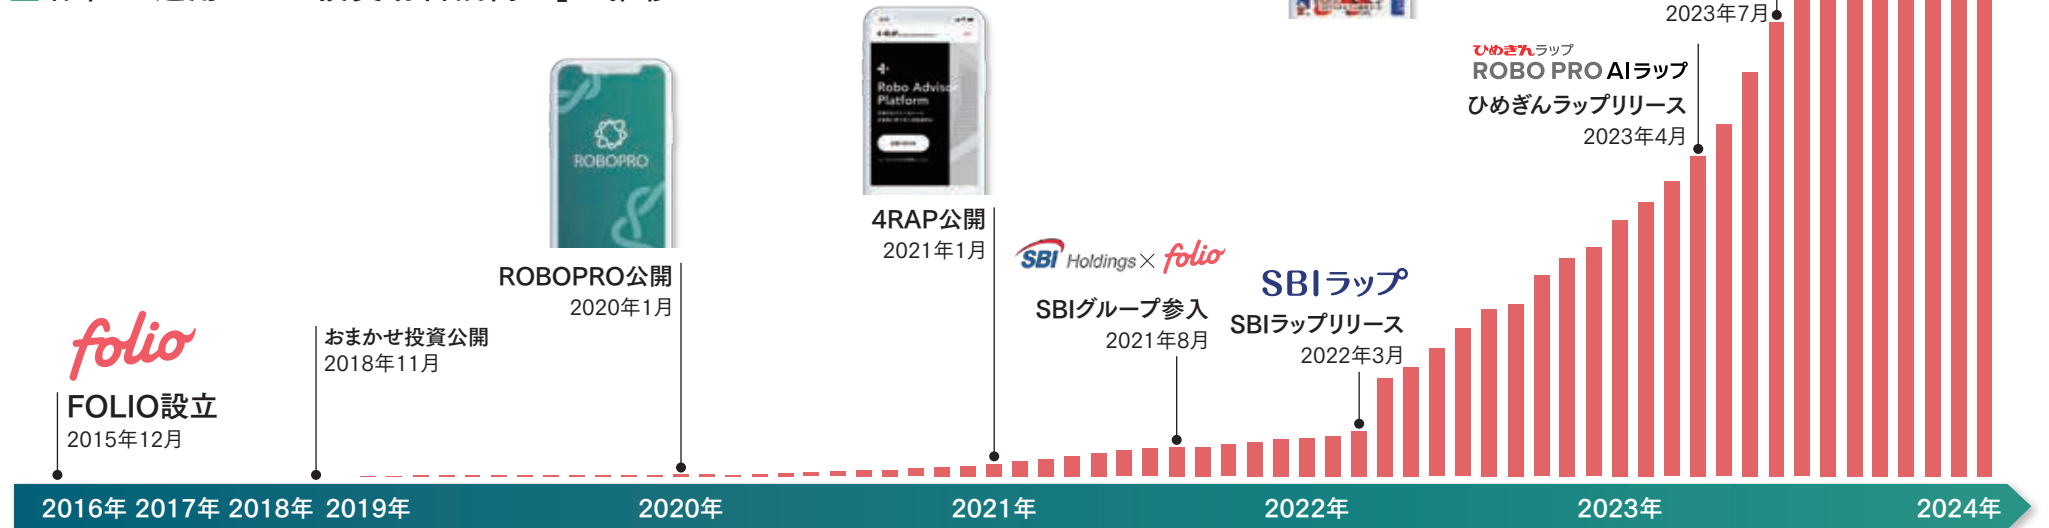 2023年7月
ひめぎんラップ
ROBO PRO AIラップ
ひめぎんラップリリース
2023年4月
Robo Advisor
Platform
ROBOPRO
4RAP公開
2021年1月
SBI Holdings × folio
SBIグループ参入
2021年8月
SBIラップ
SBIラップリリース
2022年3月
ROBOPRO公開
2020年1月
おまかせ投資公開
2018年11月
folio
FOLIO設立
2015年12月
2016年 2017年 2018年 2019年 2020年 2021年 2022年 2023年 2024年